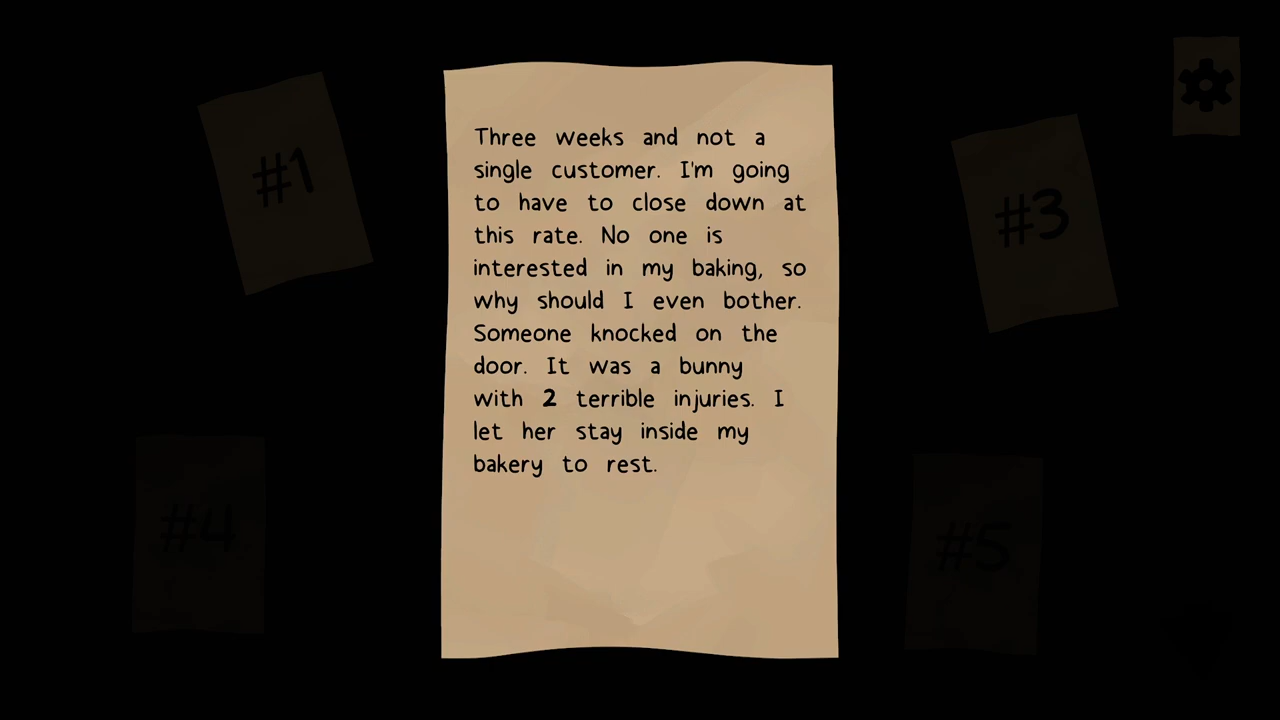 #1
Three weeks and not a
single customer. I'm going
to have to close down at
this rate. No one is
interested in my baking, so
why should I even bother.
Someone knocked on the
door. It was a bunny
with 2 terrible injuries. I
let her stay inside my
bakery to rest.
#3
#4
#5